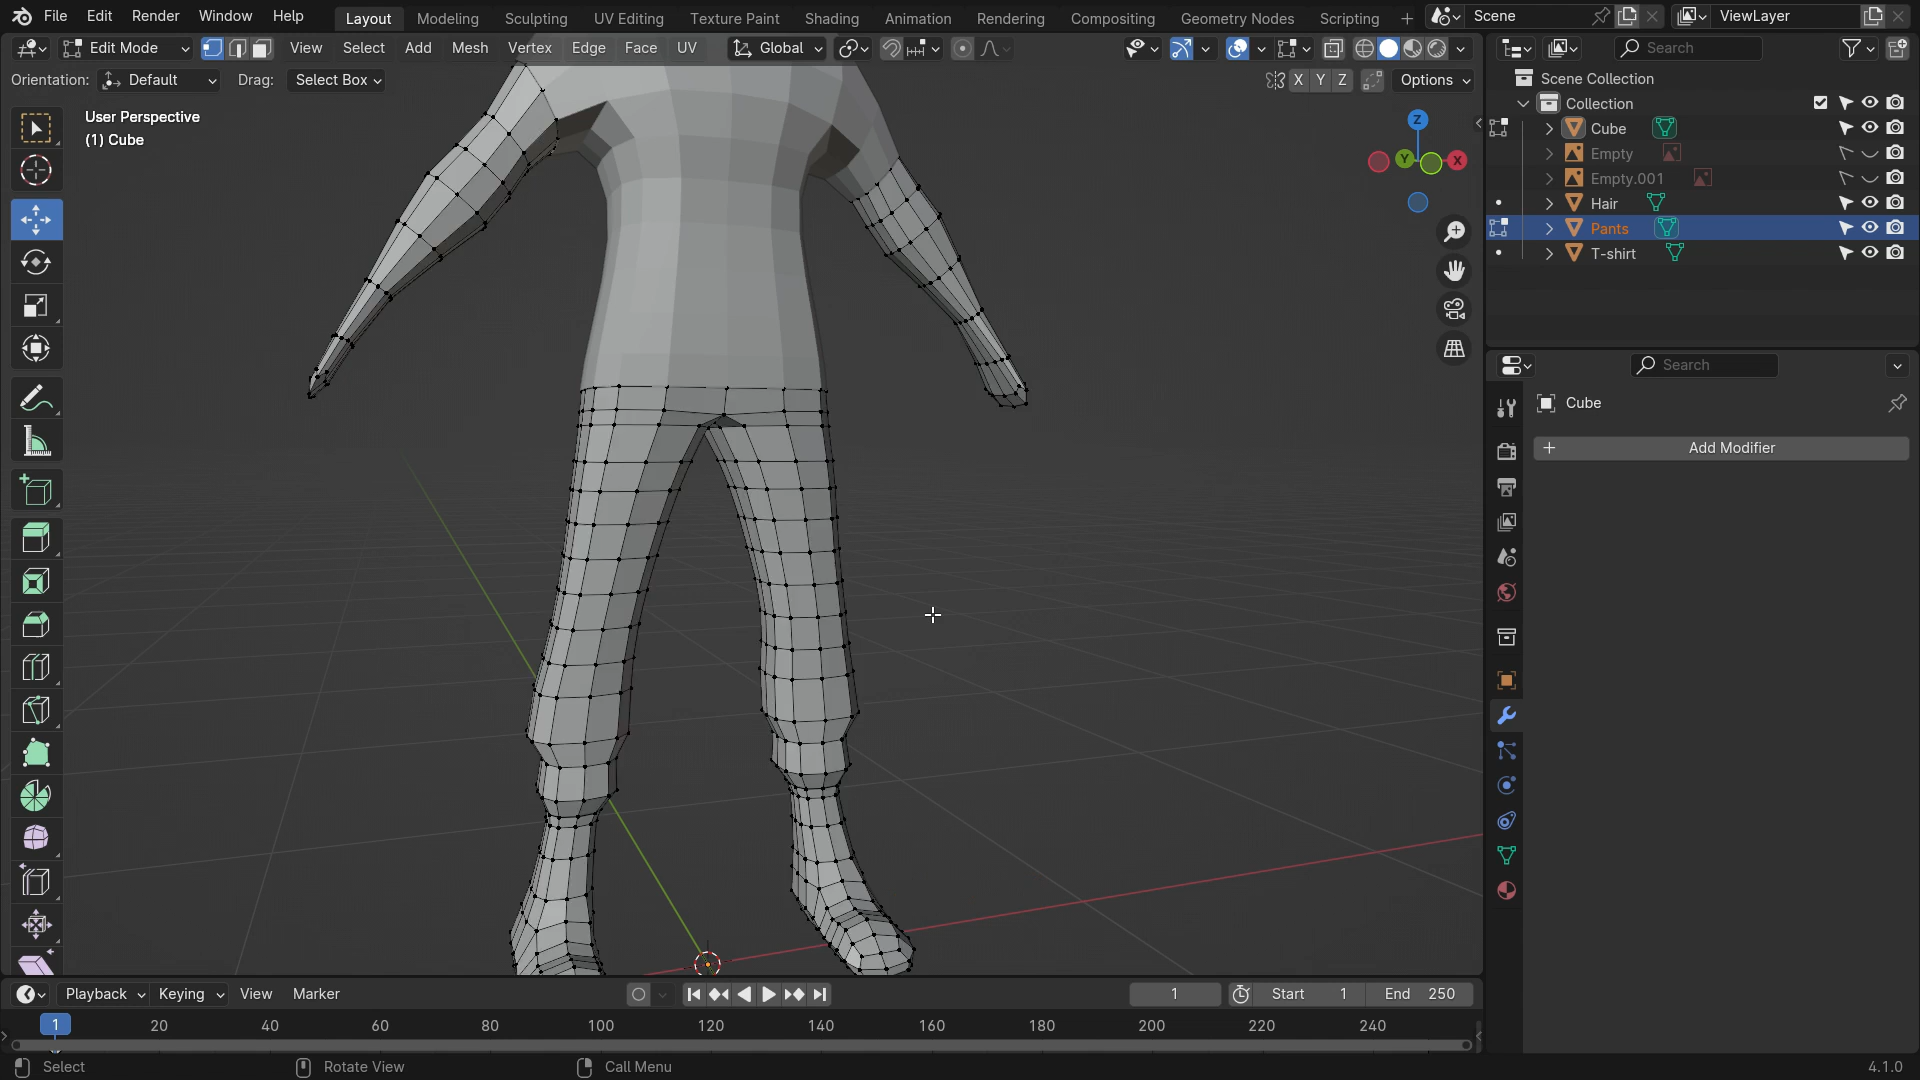 File Edit Render Window Help Layout Modeling Sculpting UV Editing Texture Paint Shading Animation Rendering Compositing Geometry Nodes Scripting + Scene ViewLayer
Edit Mode View Select Add Mesh Vertex Edge Face UV Global Search
Orientation: Default Drag: Select Box X Y Z Options
Scene Collection
Collection
Cube
Empty
Empty.001
Hair
Pants
T-shirt
User Perspective
(1) Cube
Z
Y
X
Search
Cube
+ Add Modifier
Playback Keying View Marker 1 Start 1 End 250
1 20 40 60 80 100 120 140 160 180 200 220 240
Select Rotate View Call Menu 4.1.0